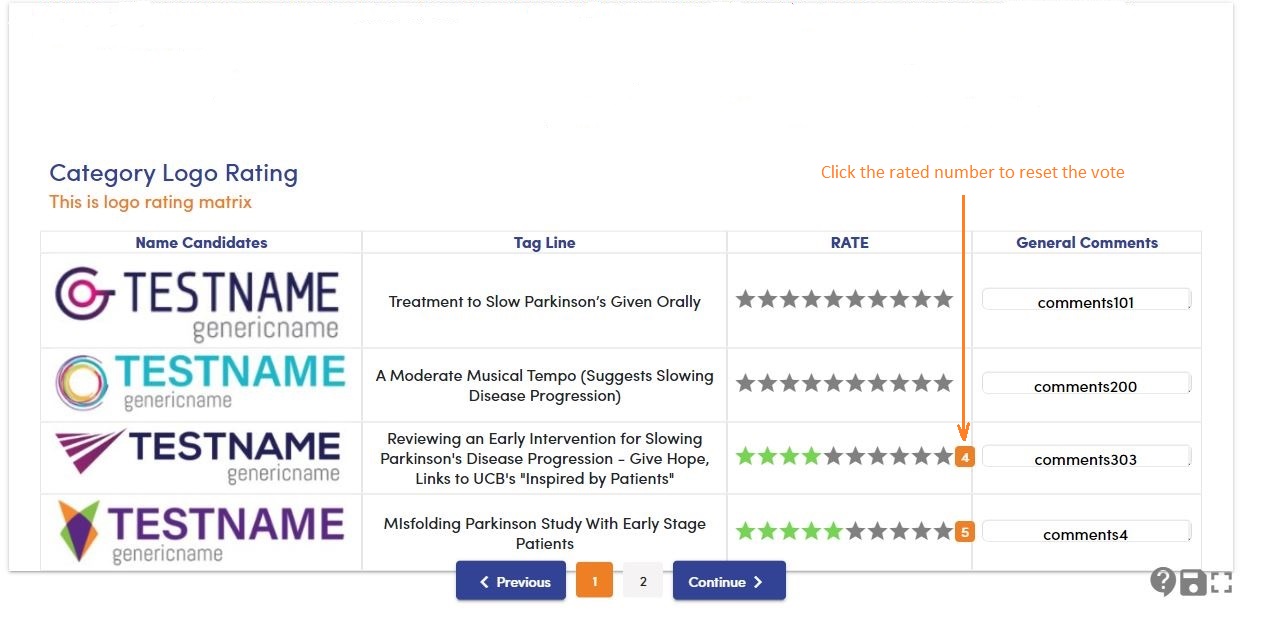 Category Logo Rating
This is logo rating matrix
Click the rated number to reset the vote
Name Candidates
Tag Line
RATE
General Comments
TESTNAME
genericname
Treatment to Slow Parkinson’s Given Orally
comments101
TESTNAME
genericname
A Moderate Musical Tempo (Suggests Slowing
Disease Progression)
comments200
TESTNAME
genericname
Reviewing an Early Intervention for Slowing
Parkinson's Disease Progression - Give Hope,
Links to UCB's "Inspired by Patients"
4
comments303
TESTNAME
genericname
MIsfolding Parkinson Study With Early Stage
Patients
5
comments4
Previous
1
2
Continue